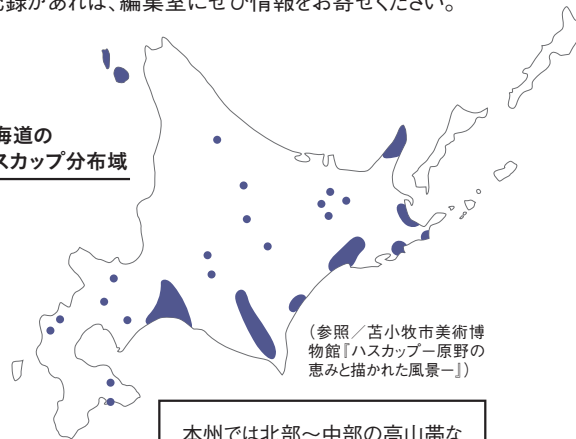 記録があれば、編集室にぜひ情報をお寄せください。
海道の
スカップ分布域
(参照/苫小牧市美術博
物館『ハスカップー原野の
恵みと描かれた風景ー』)
本州では北部〜中部の高山帯な